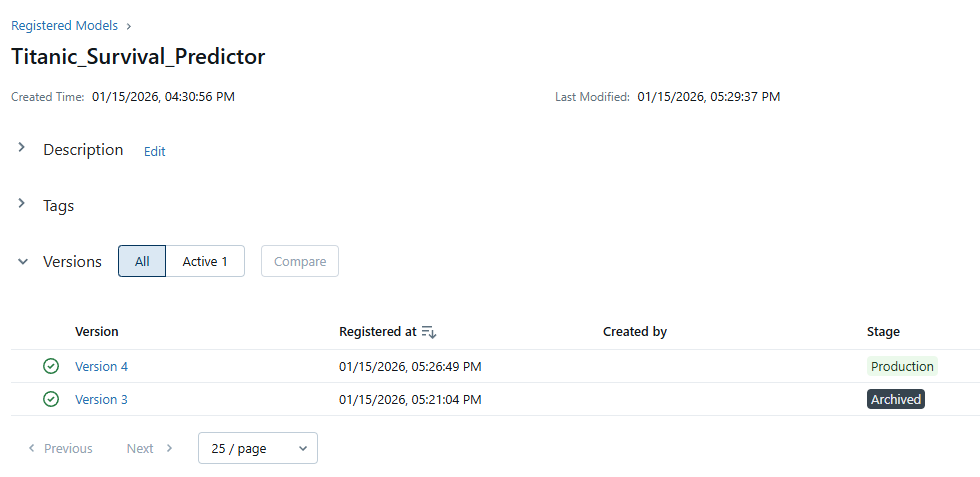 Registered Models
Titanic_Survival_Predictor
Created Time: 01/15/2026, 04:30:56 PM Last Modified: 01/15/2026, 05:29:37 PM
Description Edit
Tags
Versions All Active 1 Compare
Version Registered at Created by Stage
Version 4 01/15/2026, 05:26:49 PM Production
Version 3 01/15/2026, 05:21:04 PM Archived
Previous Next 25 / page